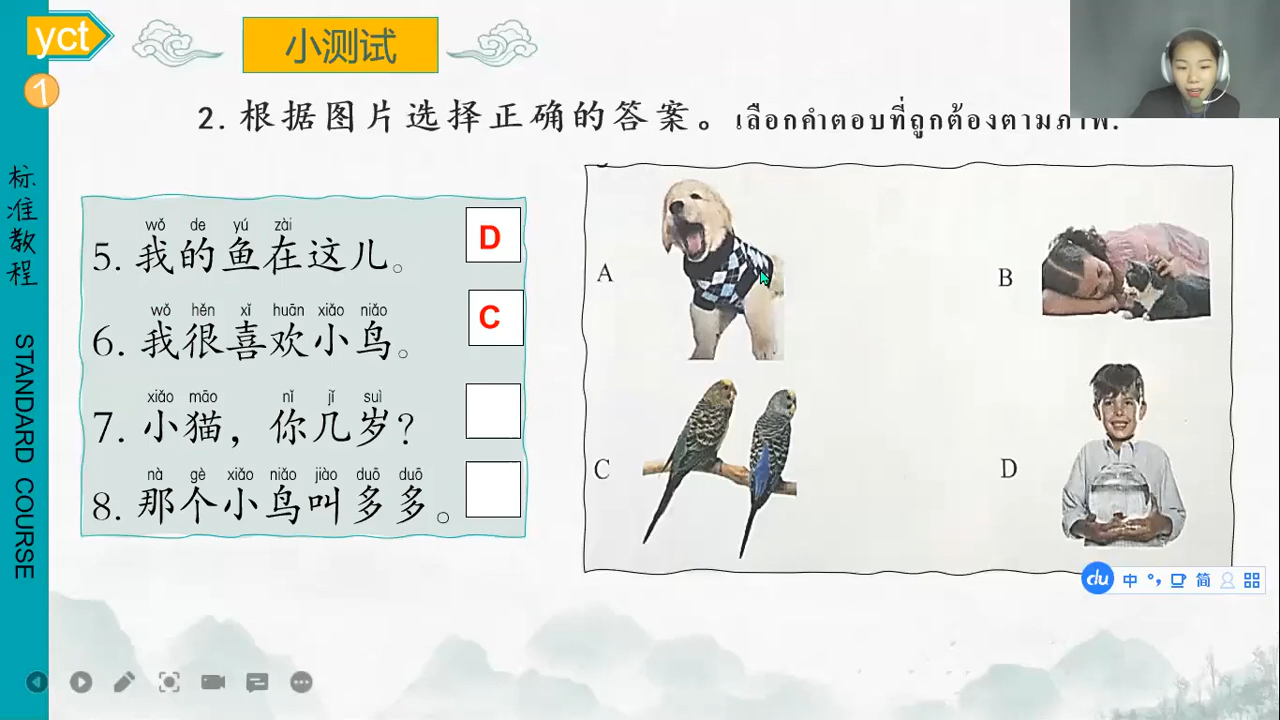 yct
小测试
1
2. 根据图片选择正确的答案。 เลือกคำตอบที่ถูกต้องตามภาพ.
标准教程
STANDARD COURSE
wǒ de yú zài
5. 我的鱼在这儿。
D
wǒ hěn xǐ huān xiǎo niǎo
6. 我很喜欢小鸟。
C
xiǎo māo nǐ jǐ suì
7. 小猫，你几岁？
nà gè xiǎo niǎo jiào duō duō
8. 那个小鸟叫多多。
A
B
C
D
du 中 °, 简